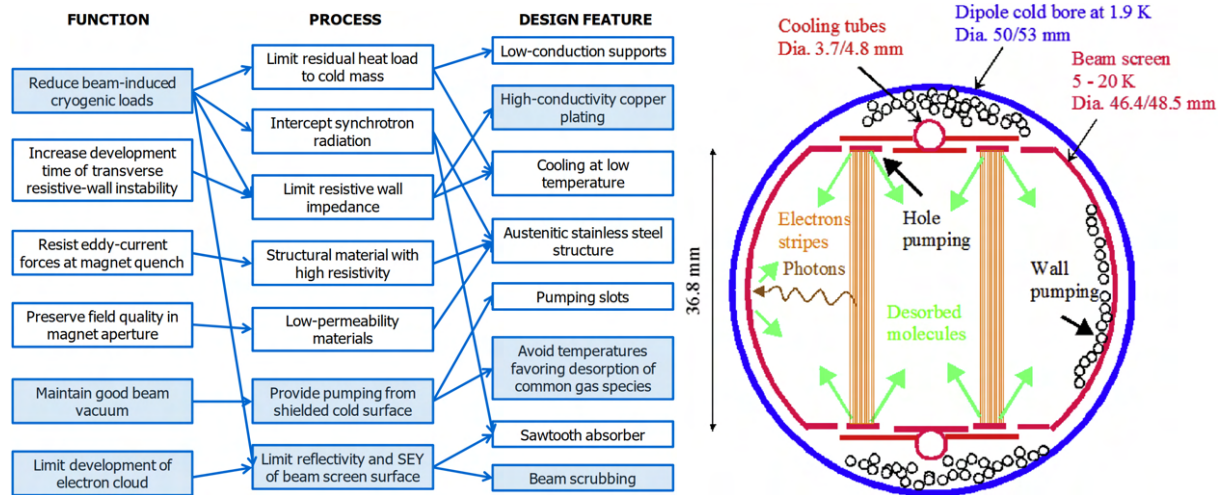 FUNCTION
Reduce beam-induced
cryogenic loads
Increase development
time of transverse
resistive-wall instability
Resist eddy-current
forces at magnet quench
Preserve field quality in
magnet aperture
Maintain good beam
vacuum
Limit development of
electron cloud
PROCESS
Limit residual heat load
to cold mass
Intercept synchrotron
radiation
Limit resistive wall
impedance
Structural material with
high resistivity
Low-permeability
materials
Provide pumping from
shielded cold surface
Limit reflectivity and SEY
of beam screen surface
DESIGN FEATURE
Low-conduction supports
High-conductivity copper
plating
Cooling at low
temperature
Austenitic stainless steel
structure
Pumping slots
Avoid temperatures
favoring desorption of
common gas species
Sawtooth absorber
Beam scrubbing
Cooling tubes
Dia. 3.7/4.8 mm
Dipole cold bore at 1.9 K
Dia. 50/53 mm
Beam screen
5 - 20 K
Dia. 46.4/48.5 mm
36.8 mm
Electrons
stripes
Photons
Hole
pumping
Wall
pumping
Desorbed
molecules